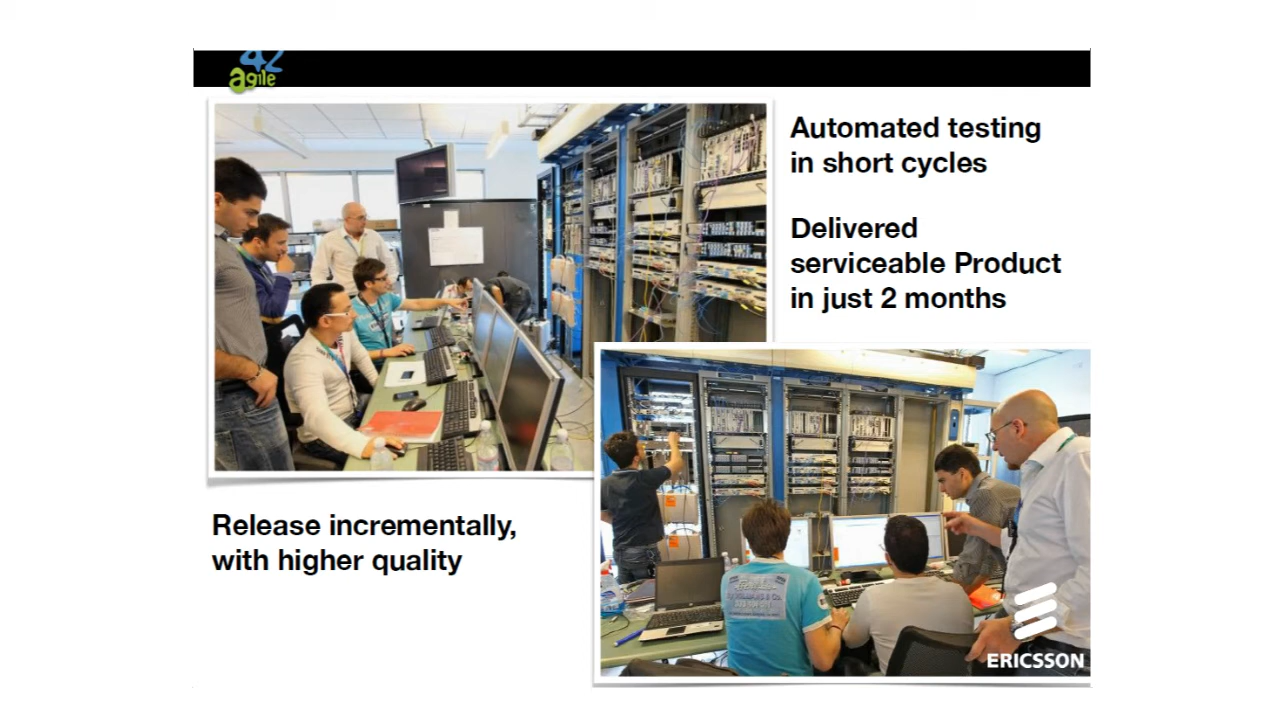 agile
42
Automated testing
in short cycles
Delivered
serviceable Product
in just 2 months
Release incrementally,
with higher quality
ERICSSON